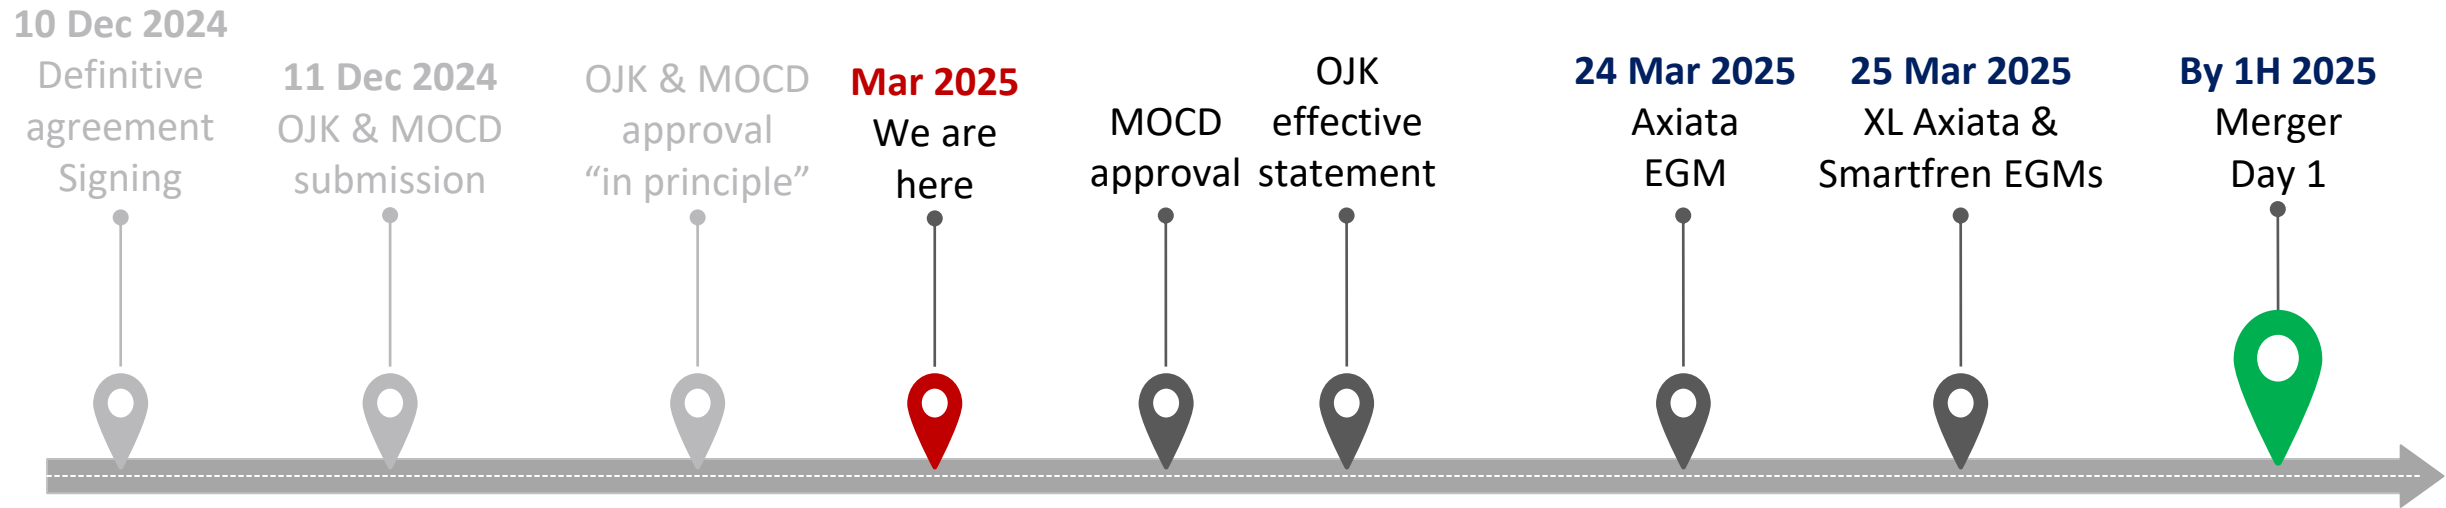 10 Dec 2024
Definitive
agreement
Signing
11 Dec 2024
OJK & MOCD
submission
OJK & MOCD
approval
“in principle”
Mar 2025
We are
here
MOCD
approval
OJK
effective
statement
24 Mar 2025
Axiata
EGM
25 Mar 2025
XL Axiata &
Smartfren EGMs
By 1H 2025
Merger
Day 1